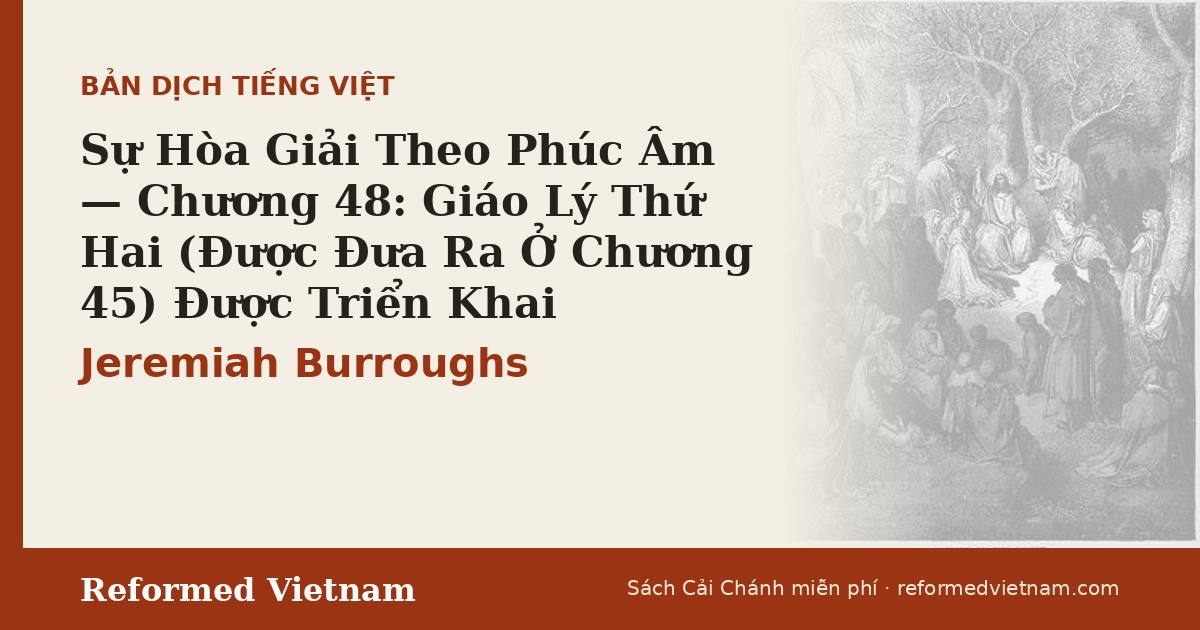 BẢN DỊCH TIẾNG VIỆT
Sự Hòa Giải Theo Phúc Âm
— Chương 48: Giáo Lý Thứ
Hai (Được Đưa Ra Ở Chương
45) Được Triển Khai
Jeremiah Burroughs
Reformed Vietnam
Sách Cải Chánh miễn phí · reformedvietnam.com